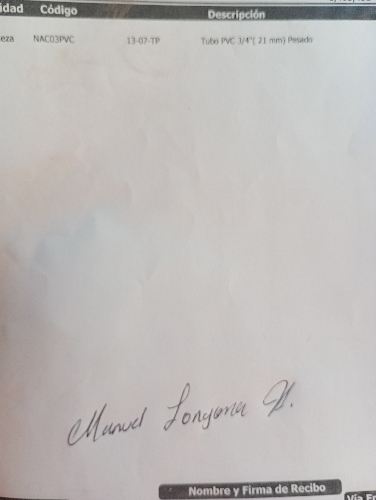 idad Código Descripción
eza NAC03PVC 13-07-TP Tubo PVC 3/4"( 21 mm) Pesado
Manuel Longoria H.
Nombre y Firma de Recibo